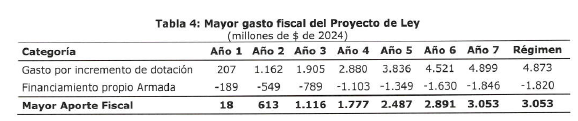 Tabla 4: Mayor gasto fiscal del Proyecto de Ley
(millones de $ de 2024)
Categoría Año 1 Año 2 Año 3 Año 4 Año 5 Año 6 Año 7 Régimen
Gasto por incremento de dotación 207 1.162 1.905 2.880 3.836 4.521 4.899 4.873
Financiamiento propio Armada -189 -549 -789 -1.103 -1.349 -1.630 -1.846 -1.820
Mayor Aporte Fiscal 18 613 1.116 1.777 2.487 2.891 3.053 3.053